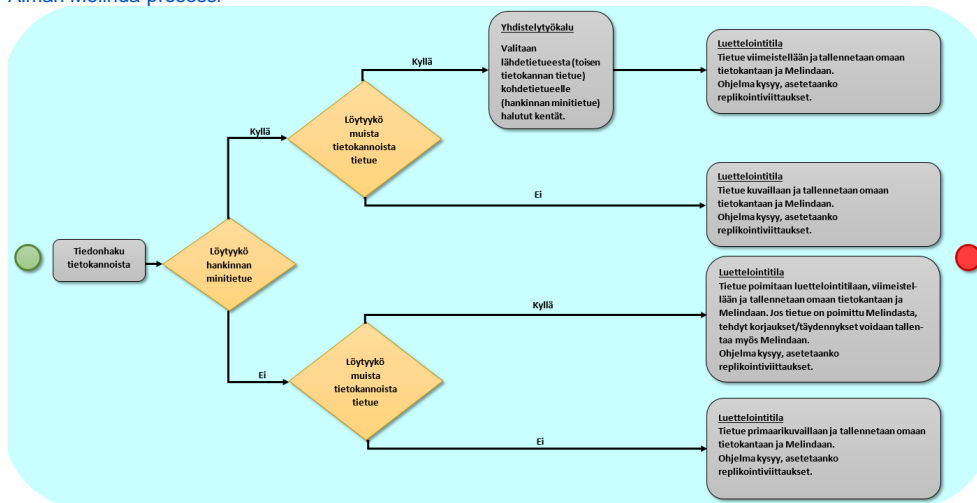 Alman Melinda-prosessi
Yhdistelytyökalu
Valitaan
lähdetietueesta (toisen
tietokannan tietue)
kohdetietueelle
(hankinnan minitietue)
halutut kentät.
Luettelointitila
Tietue viimeistellään ja tallennetaan omaan
tietokantaan ja Melindaan.
Ohjelma kysyy, asetetaanko
replikointiviittaukset.
Kyllä
Löytyykö
muista
tietokannoista
tietue
Kyllä
Luettelointitila
Tietue kuvaillaan ja tallennetaan omaan
tietokantaan ja Melindaan.
Ohjelma kysyy, asetetaanko
replikointiviittaukset.
Ei
Tiedonhaku
tietokannoista
Löytyykö
hankinnan
minitietue
Luettelointitila
Tietue poimitaan luettelointitilaan, viimeistel-
lään ja tallennetaan omaan tietokantaan ja
Melindaan. Jos tietue on poimittu Melindasta,
tehdyt korjaukset/täydennykset voidaan tallen-
taa myös Melindaan.
Ohjelma kysyy, asetetaanko
replikointiviittaukset.
Kyllä
Ei
Löytyykö
muista
tietokannoista
tietue
Luettelointitila
Tietue primaarikuvaillaan ja tallennetaan omaan
tietokantaan ja Melindaan.
Ohjelma kysyy, asetetaanko
replikointiviittaukset.
Ei